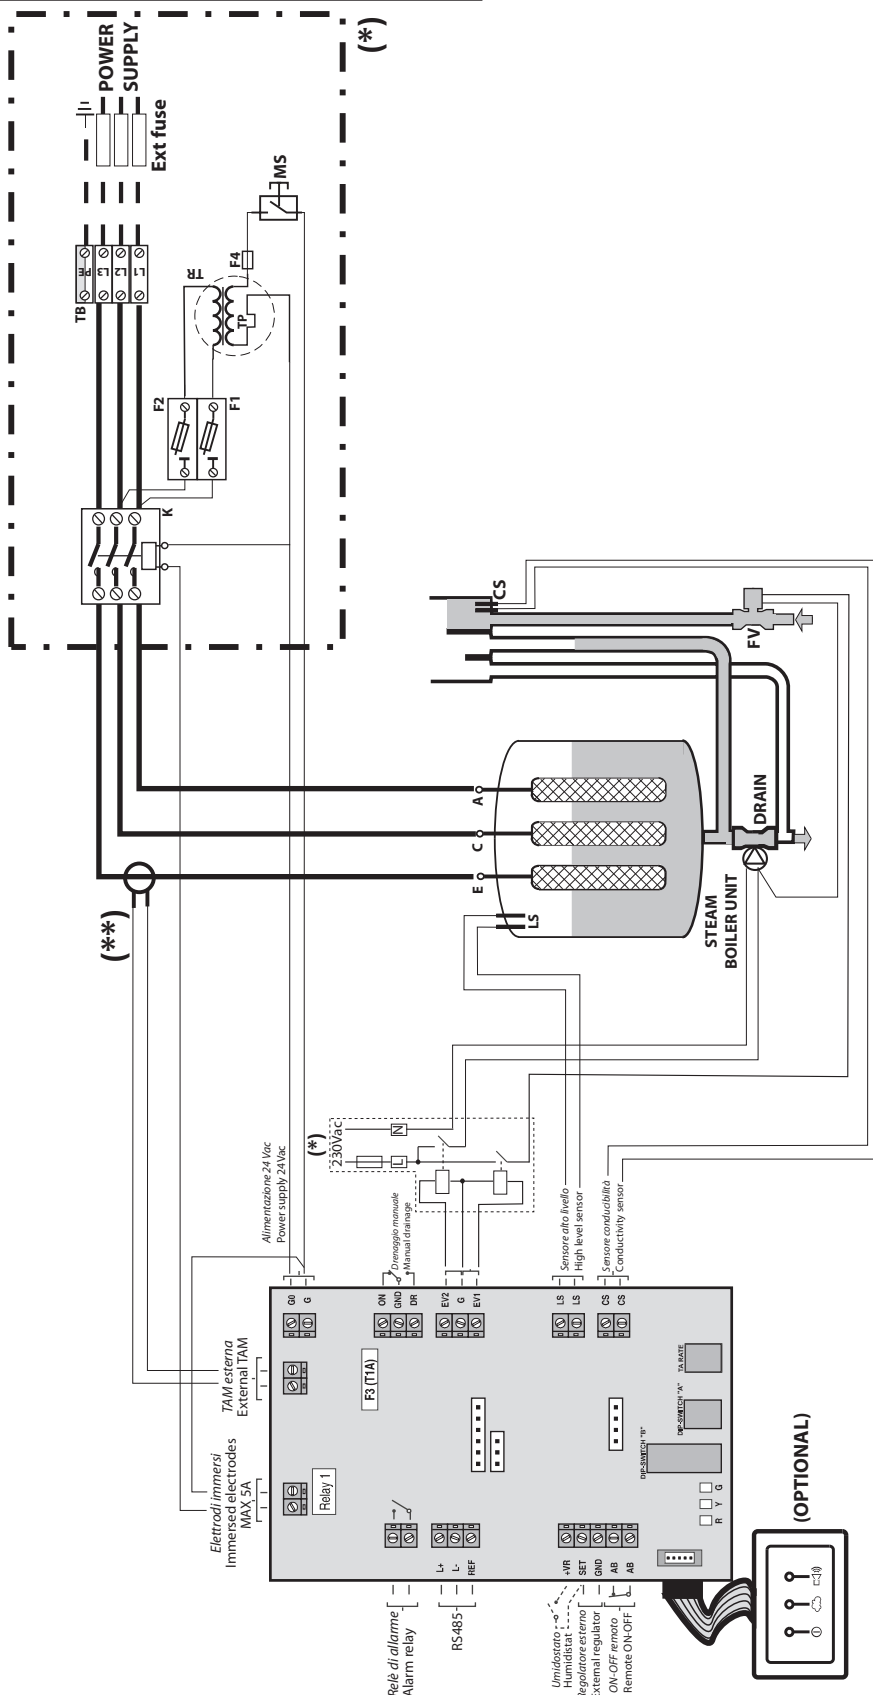 (*)
POWER
SUPPLY
Ext fuse
MS
F4
TR
TP
PE
L3
L2
L1
TB
F2
F1
K
CS
FV
A
C
E
LS
DRAIN
STEAM
BOILER UNIT
(**)
(*)
230Vac
N
L
Alimentazione 24 Vac
Power supply 24Vac
Drenaggio manuale
Manual drainage
Sensore alto livello
High level sensor
Sensore conducibilità
Conductivity sensor
G0
G
ON
GND
DR
EV2
G
EV1
LS
LS
CS
CS
TAM esterna
External TAM
F3 (T1A)
TA RATE
DIP-SWITCH "A"
DIP-SWITCH "B"
Elettrodi immersi
Immersed electrodes
MAX 5A
Relay 1
R
Y
G
L+
L-
REF
+VR
SET
GND
AB
AB
Relè di allarme
Alarm relay
RS485
Umidostato
Humidistat
Regolatore esterno
External regulator
ON-OFF remoto
Remote ON-OFF
(OPTIONAL)